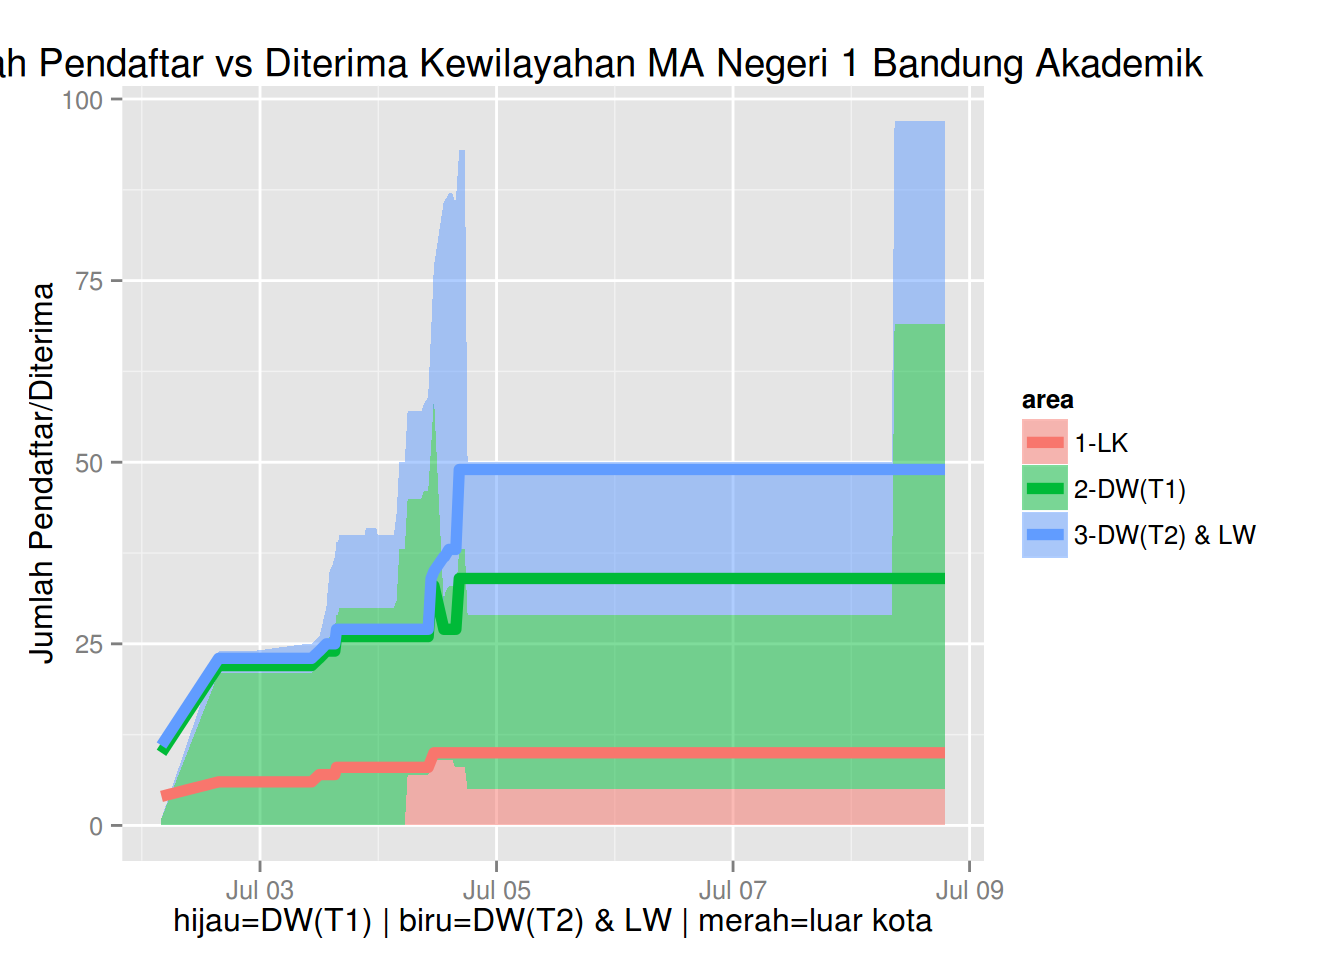 Pendaftar vs Diterima Kewilayahan MA Negeri 1 Bandung Akademik
Jumlah Pendaftar/Diterima
100
75
50
25
0
Jul 03
Jul 05
Jul 07
Jul 09
hijau=DW(T1) | biru=DW(T2) & LW | merah=luar kota
area
1-LK
2-DW(T1)
3-DW(T2) & LW